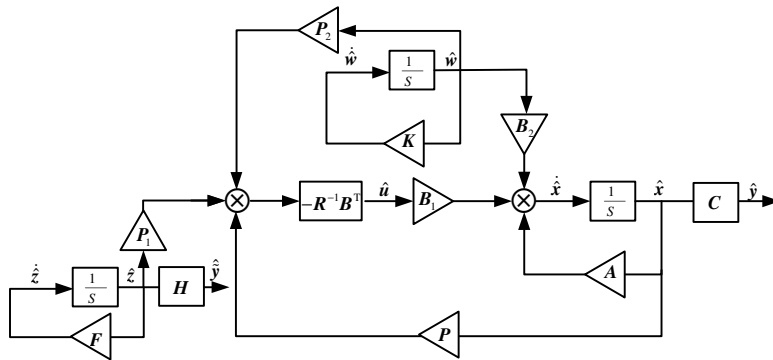 P₂
ẇ̂ 1/S ŵ
K
B₂
−R⁻¹Bᵀ û B₁
ẋ̂ 1/S x̂ C ŷ
P₁
A
ż̂ 1/S ẑ H ỹ̂
F
P